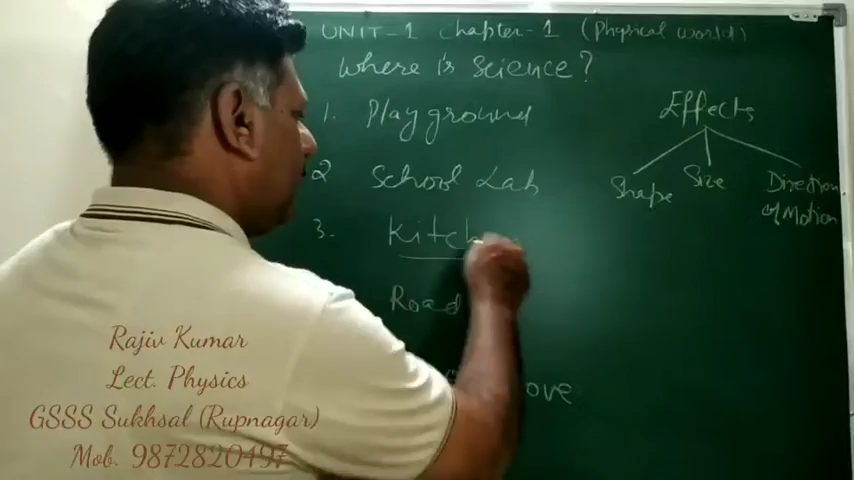 UNIT-1 Chapter-1 (Physical World)
Where is Science?
1. Playground
2 School Lab
3. Kitch
Road
ove
Effects
Shape Size Direction
of Motion
Rajiv Kumar
Lect. Physics
GSSS Sukhsal (Rupnagar)
Mob. 9872820497